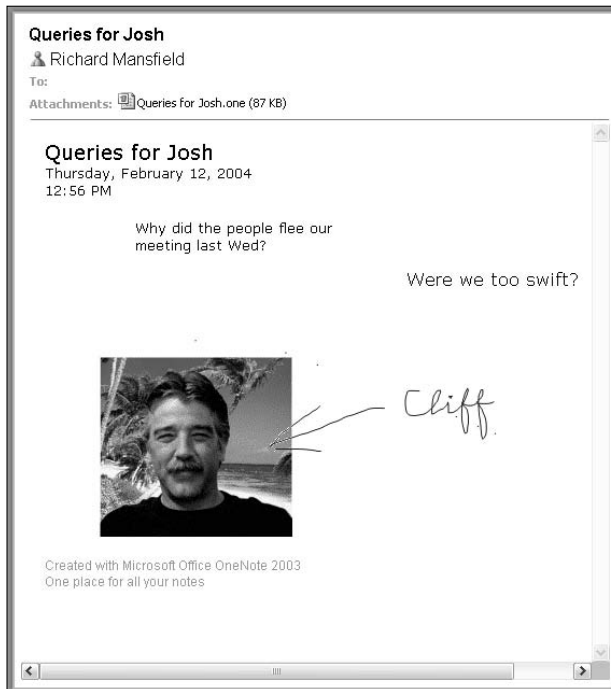 Queries for Josh
Richard Mansfield
To:
Attachments: Queries for Josh.one (87 KB)
Queries for Josh
Thursday, February 12, 2004
12:56 PM
Why did the people flee our
meeting last Wed?
Were we too swift?
Cliff
Created with Microsoft Office OneNote 2003
One place for all your notes